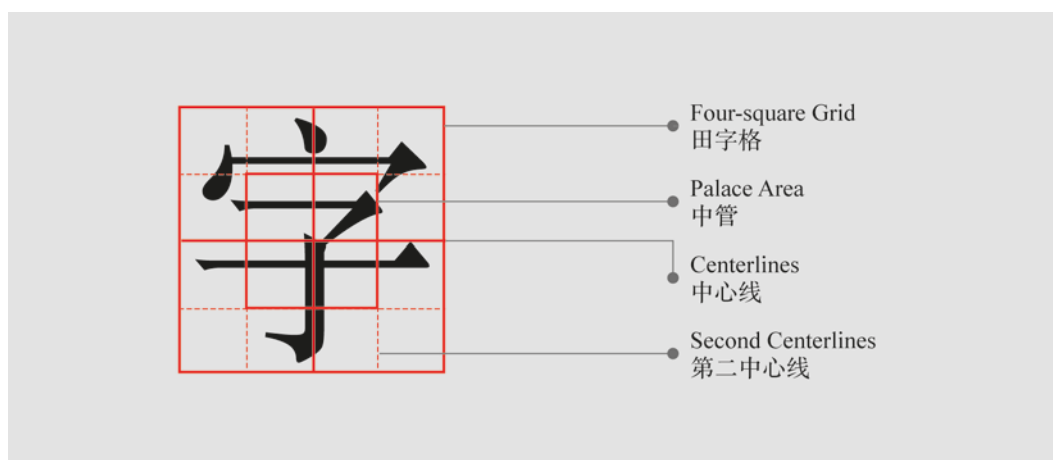 字
Four-square Grid
田字格
Palace Area
中管
Centerlines
中心线
Second Centerlines
第二中心线